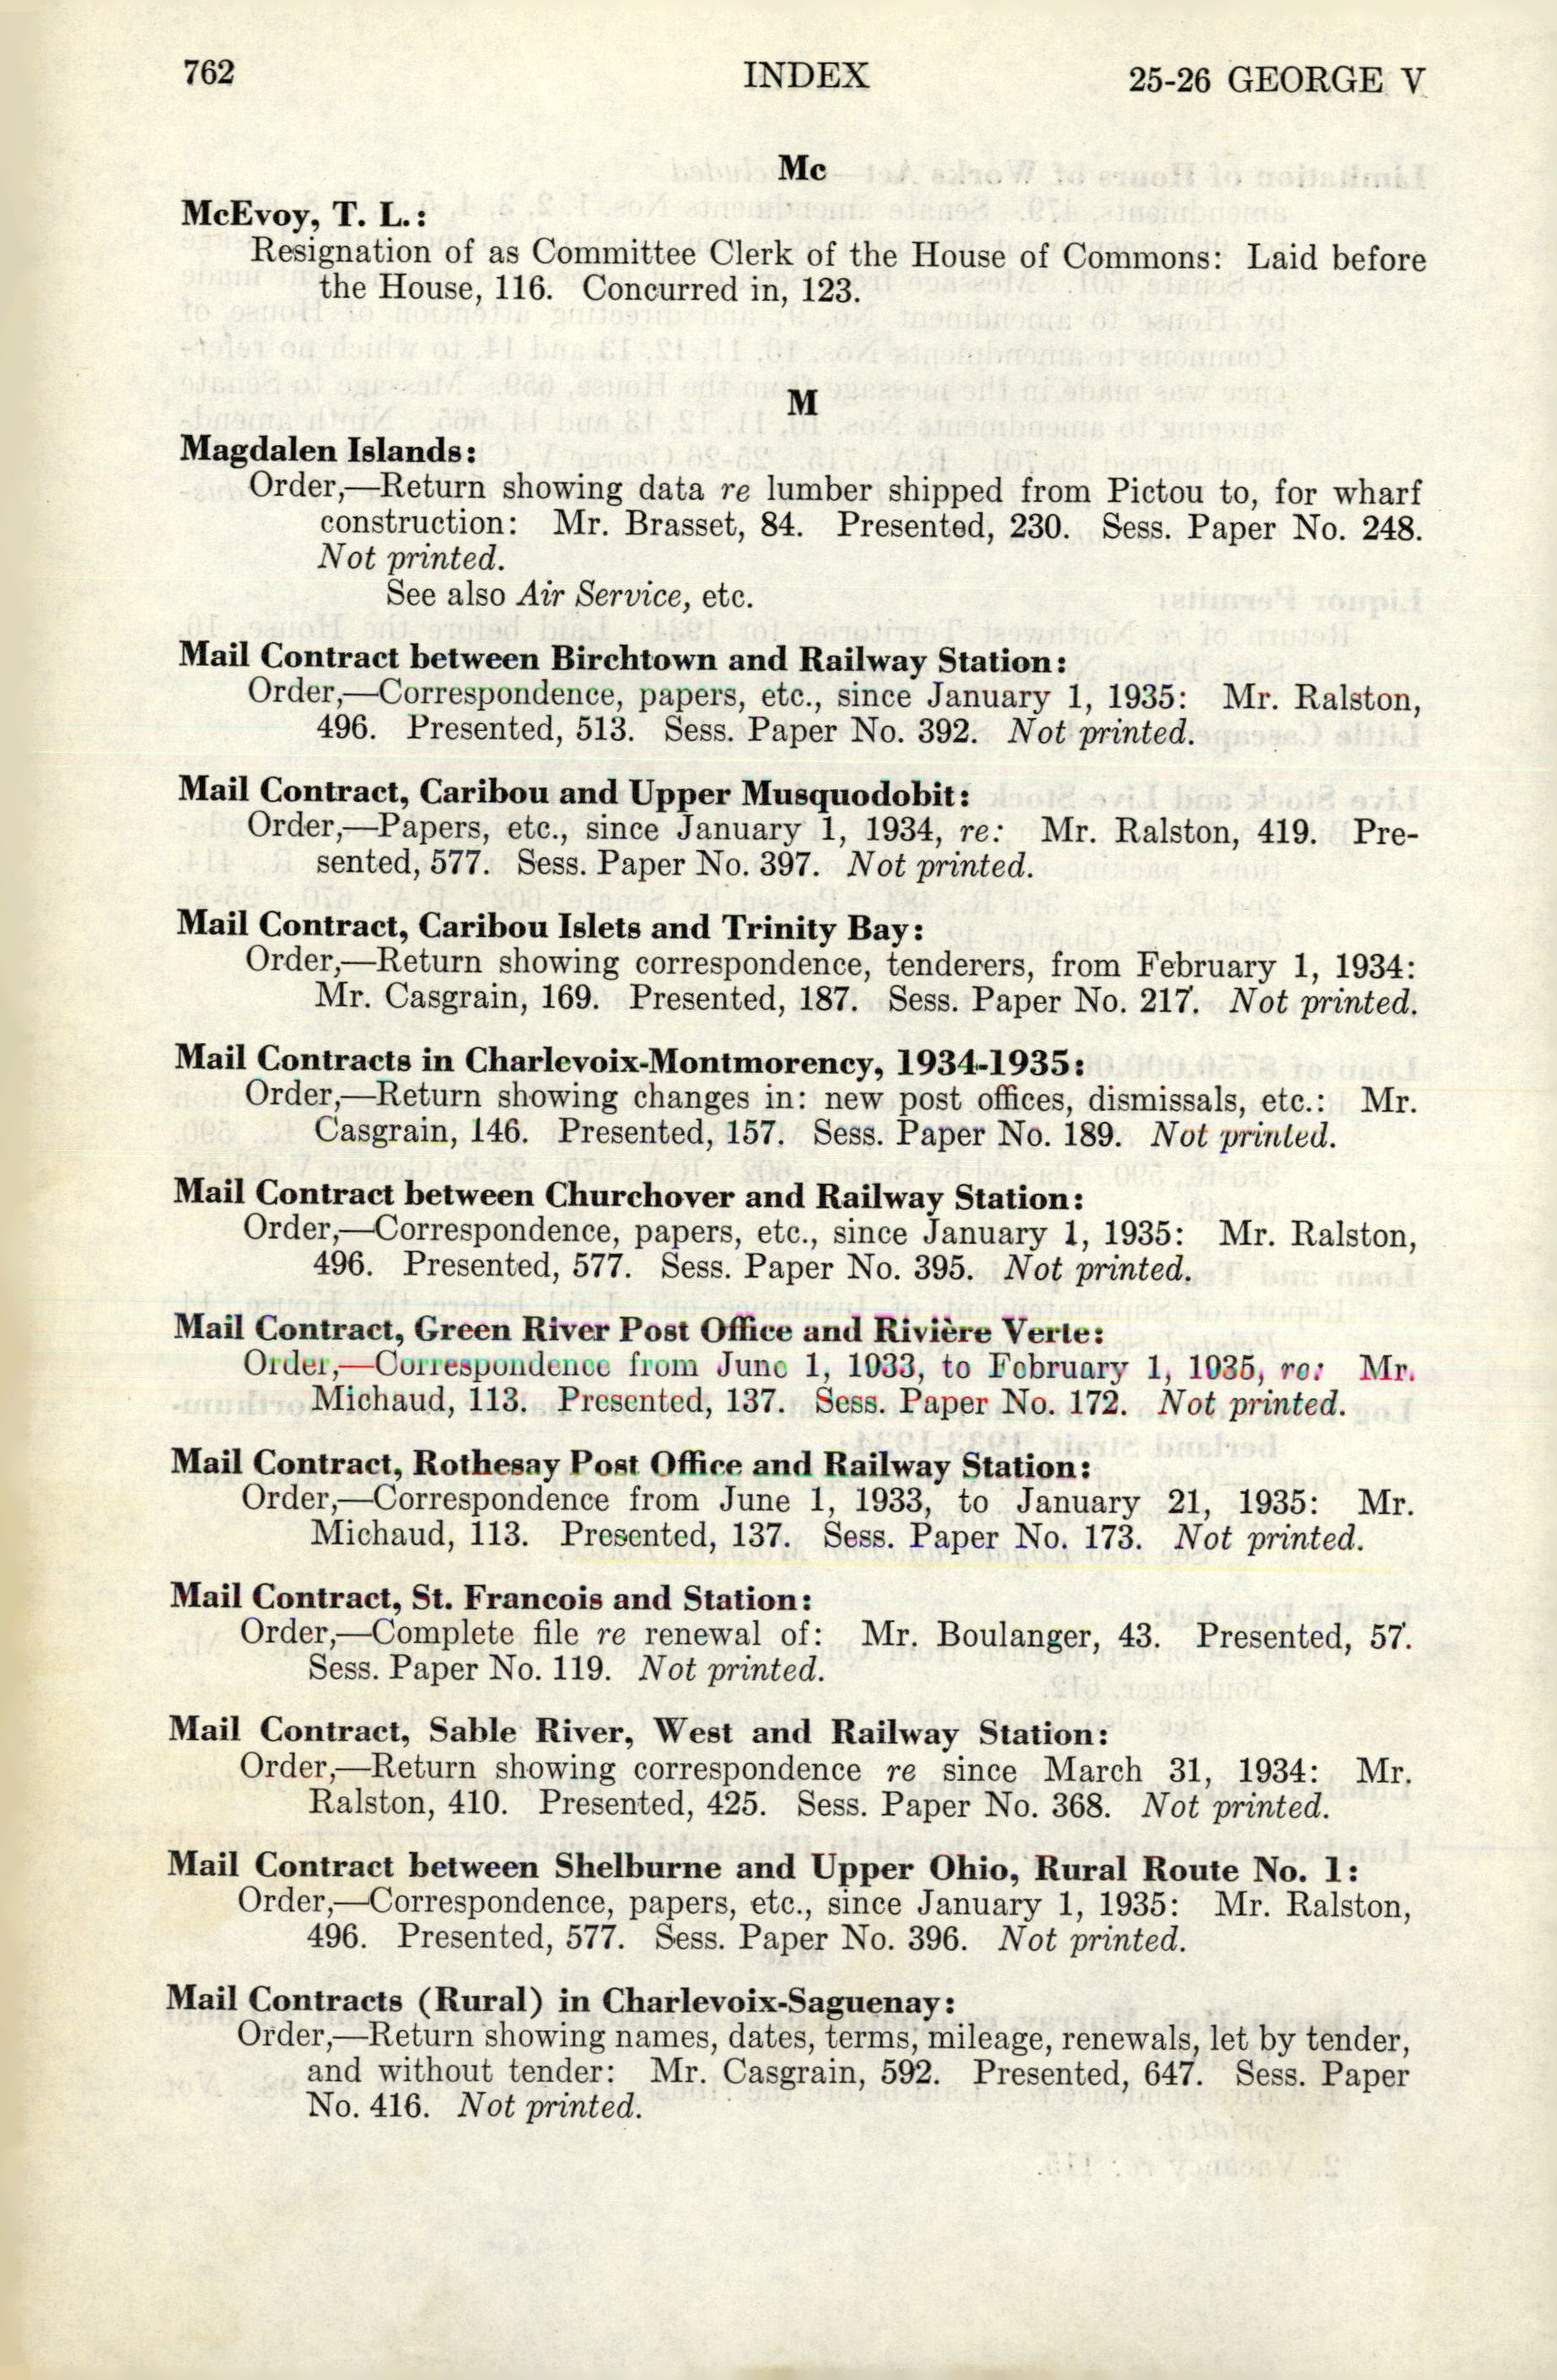 762 INDEX 25-26 GEORGE V
Mc
McEvoy, T. L.:
Resignation of as Committee Clerk of the House of Commons: Laid before
the House, 116. Concurred in, 123.
M
Magdalen Islands:
Order,—Return showing data re lumber shipped from Pictou to, for wharf
construction: Mr. Brasset, 84. Presented, 230. Sess. Paper No. 248.
Not printed.
See also Air Service, etc.
Mail Contract between Birchtown and Railway Station:
Order,—Correspondence, papers, etc., since January 1, 1935: Mr. Ralston,
496. Presented, 513. Sess. Paper No. 392. Not printed.
Mail Contract, Caribou and Upper Musquodobit:
Order,—Papers, etc., since January 1, 1934, re: Mr. Ralston, 419. Pre-
sented, 577. Sess. Paper No. 397. Not printed.
Mail Contract, Caribou Islets and Trinity Bay:
Order,—Return showing correspondence, tenderers, from February 1, 1934:
Mr. Casgrain, 169. Presented, 187. Sess. Paper No. 217. Not printed.
Mail Contracts in Charlevoix-Montmorency, 1934-1935:
Order,—Return showing changes in: new post offices, dismissals, etc.: Mr.
Casgrain, 146. Presented, 157. Sess. Paper No. 189. Not printed.
Mail Contract between Churchover and Railway Station:
Order,—Correspondence, papers, etc., since January 1, 1935: Mr. Ralston,
496. Presented, 577. Sess. Paper No. 395. Not printed.
Mail Contract, Green River Post Office and Rivière Verte:
Order,—Correspondence from June 1, 1933, to February 1, 1935, re: Mr.
Michaud, 113. Presented, 137. Sess. Paper No. 172. Not printed.
Mail Contract, Rothesay Post Office and Railway Station:
Order,—Correspondence from June 1, 1933, to January 21, 1935: Mr.
Michaud, 113. Presented, 137. Sess. Paper No. 173. Not printed.
Mail Contract, St. Francois and Station:
Order,—Complete file re renewal of: Mr. Boulanger, 43. Presented, 57.
Sess. Paper No. 119. Not printed.
Mail Contract, Sable River, West and Railway Station:
Order,—Return showing correspondence re since March 31, 1934: Mr.
Ralston, 410. Presented, 425. Sess. Paper No. 368. Not printed.
Mail Contract between Shelburne and Upper Ohio, Rural Route No. 1:
Order,—Correspondence, papers, etc., since January 1, 1935: Mr. Ralston,
496. Presented, 577. Sess. Paper No. 396. Not printed.
Mail Contracts (Rural) in Charlevoix-Saguenay:
Order,—Return showing names, dates, terms, mileage, renewals, let by tender,
and without tender: Mr. Casgrain, 592. Presented, 647. Sess. Paper
No. 416. Not printed.